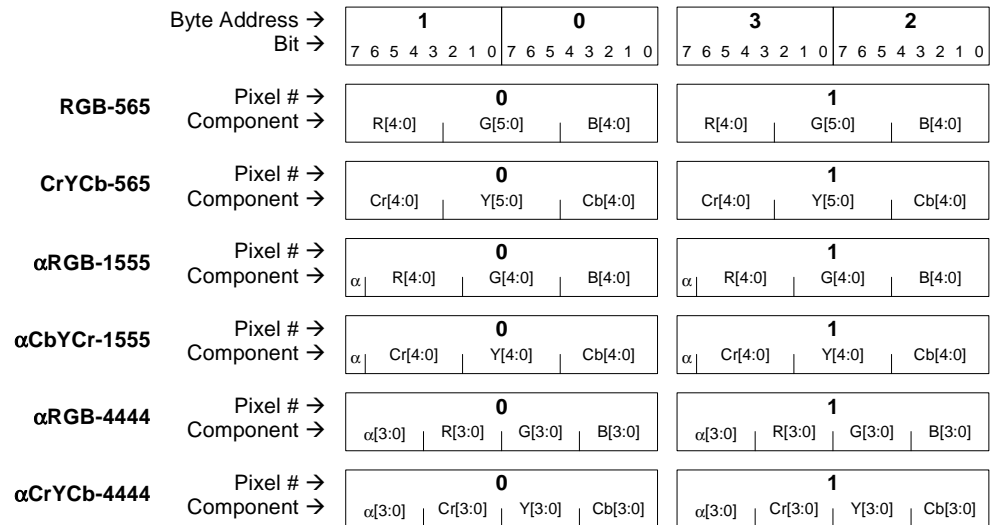 Byte Address → 1 0 3 2
Bit → 7 6 5 4 3 2 1 0 7 6 5 4 3 2 1 0 7 6 5 4 3 2 1 0 7 6 5 4 3 2 1 0
RGB-565 Pixel # → 0 1
Component → R[4:0] G[5:0] B[4:0] R[4:0] G[5:0] B[4:0]
CrYCb-565 Pixel # → 0 1
Component → Cr[4:0] Y[5:0] Cb[4:0] Cr[4:0] Y[5:0] Cb[4:0]
αRGB-1555 Pixel # → 0 1
Component → α R[4:0] G[4:0] B[4:0] α R[4:0] G[4:0] B[4:0]
αCbYCr-1555 Pixel # → 0 1
Component → α Cr[4:0] Y[4:0] Cb[4:0] α Cr[4:0] Y[4:0] Cb[4:0]
αRGB-4444 Pixel # → 0 1
Component → α[3:0] R[3:0] G[3:0] B[3:0] α[3:0] R[3:0] G[3:0] B[3:0]
αCrYCb-4444 Pixel # → 0 1
Component → α[3:0] Cr[3:0] Y[3:0] Cb[3:0] α[3:0] Cr[3:0] Y[3:0] Cb[3:0]